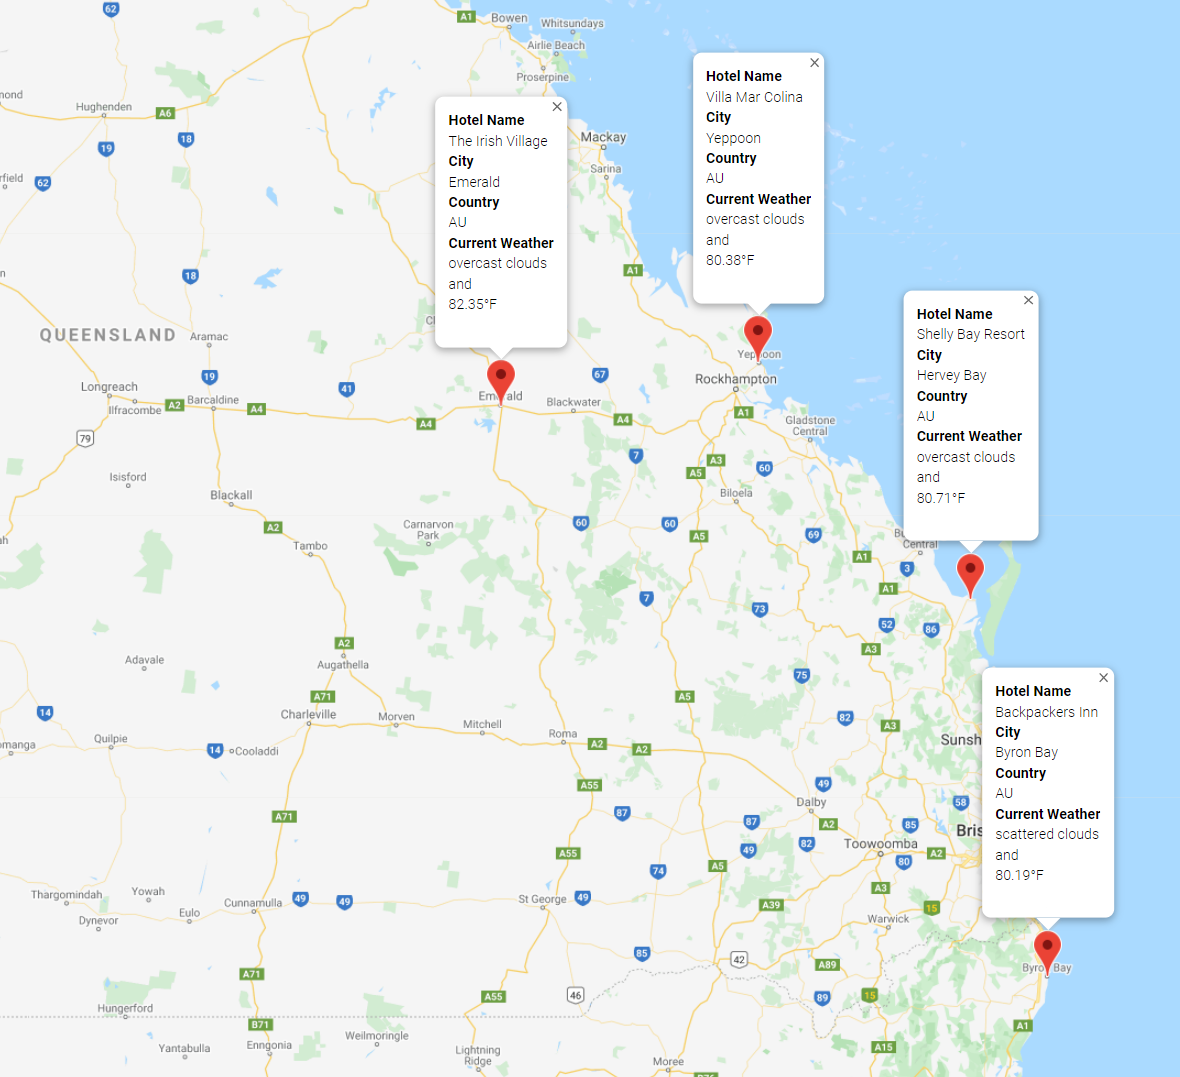 62
A1
Bowen
Whitsundays
Airlie Beach
Proserpine
mond
Hughenden
A6
18
19
Mackay
Sarina
rfield
62
Hotel Name
The Irish Village
City
Emerald
Country
AU
Current Weather
overcast clouds
and
82.35°F
Hotel Name
Villa Mar Colina
City
Yeppoon
Country
AU
Current Weather
overcast clouds
and
80.38°F
Hotel Name
Shelly Bay Resort
City
Hervey Bay
Country
AU
Current Weather
overcast clouds
and
80.71°F
Hotel Name
Backpackers Inn
City
Byron Bay
Country
AU
Current Weather
scattered clouds
and
80.19°F
n
18
A1
QUEENSLAND
Aramac
Yeppoon
Rockhampton
Longreach
Ilfracombe
A2
Barcaldine
19
A4
41
A4
Emerald
67
Blackwater
A4
A1
Gladstone
Central
79
7
A3
A5
60
Isisford
Blackall
Biloela
A2
Tambo
Carnarvon
Park
60
60
A5
69
A1
Central
3
A1
7
73
52
86
A3
A2
Augathella
Adavale
75
A71
A5
14
Charleville
Morven
Mitchell
Roma
A2
A2
82
A3
Sunsh
omanga
Quilpie
14
Cooladdi
A55
49
Dalby
58
A71
87
87
A2
85
Bris
A55
49
82
Toowoomba
A2
80
74
A5
Thargomindah
Yowah
Cunnamulla
49
49
St George
49
A39
A3
15
Dynevor
Eulo
Warwick
85
42
A89
Byron Bay
A71
Hungerford
A55
46
89
15
B71
Enngonia
Weilmoringle
A1
Yantabulla
Lightning
Ridge
Moree
A15